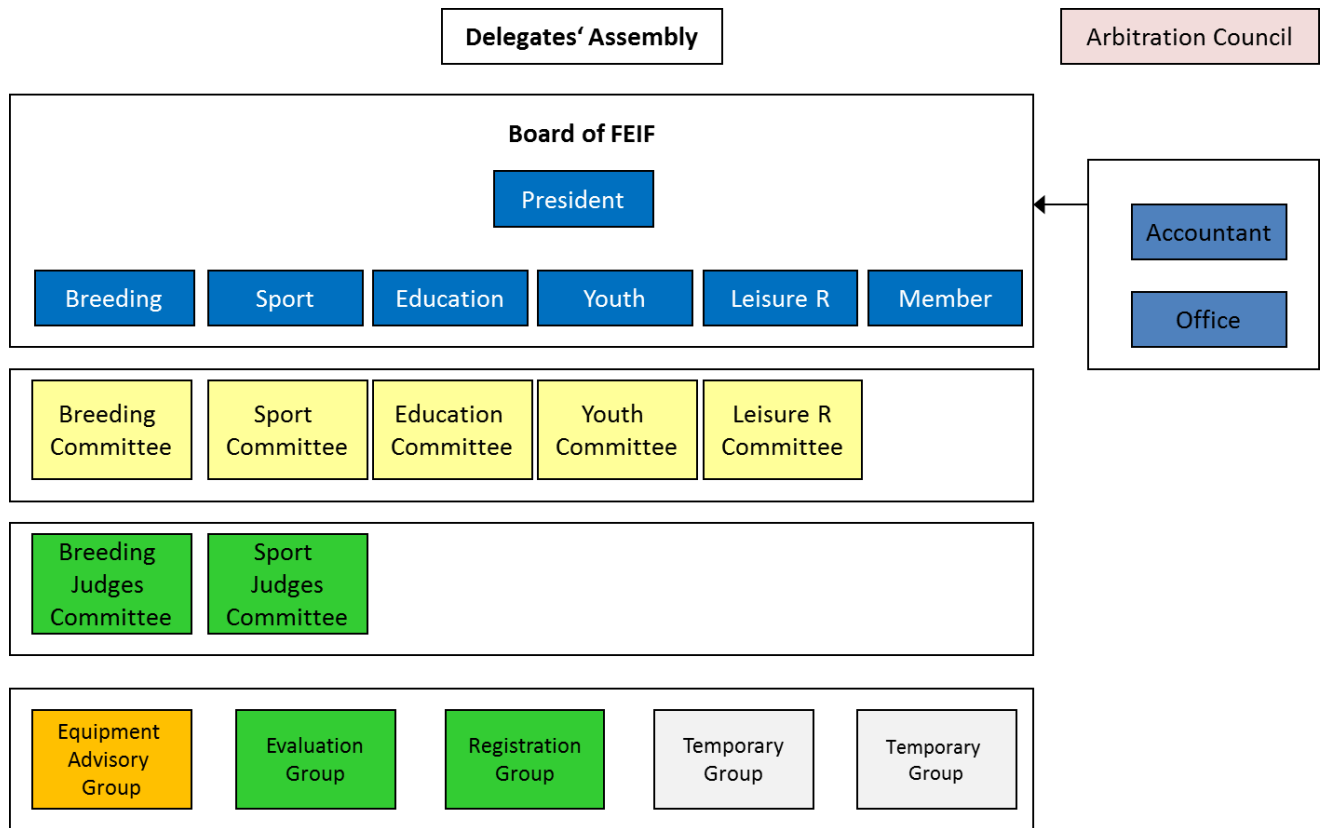 Delegates‘ Assembly
Arbitration Council
Board of FEIF
President
Accountant
Office
Breeding
Sport
Education
Youth
Leisure R
Member
Breeding
Committee
Sport
Committee
Education
Committee
Youth
Committee
Leisure R
Committee
Breeding
Judges
Committee
Sport
Judges
Committee
Equipment
Advisory
Group
Evaluation
Group
Registration
Group
Temporary
Group
Temporary
Group